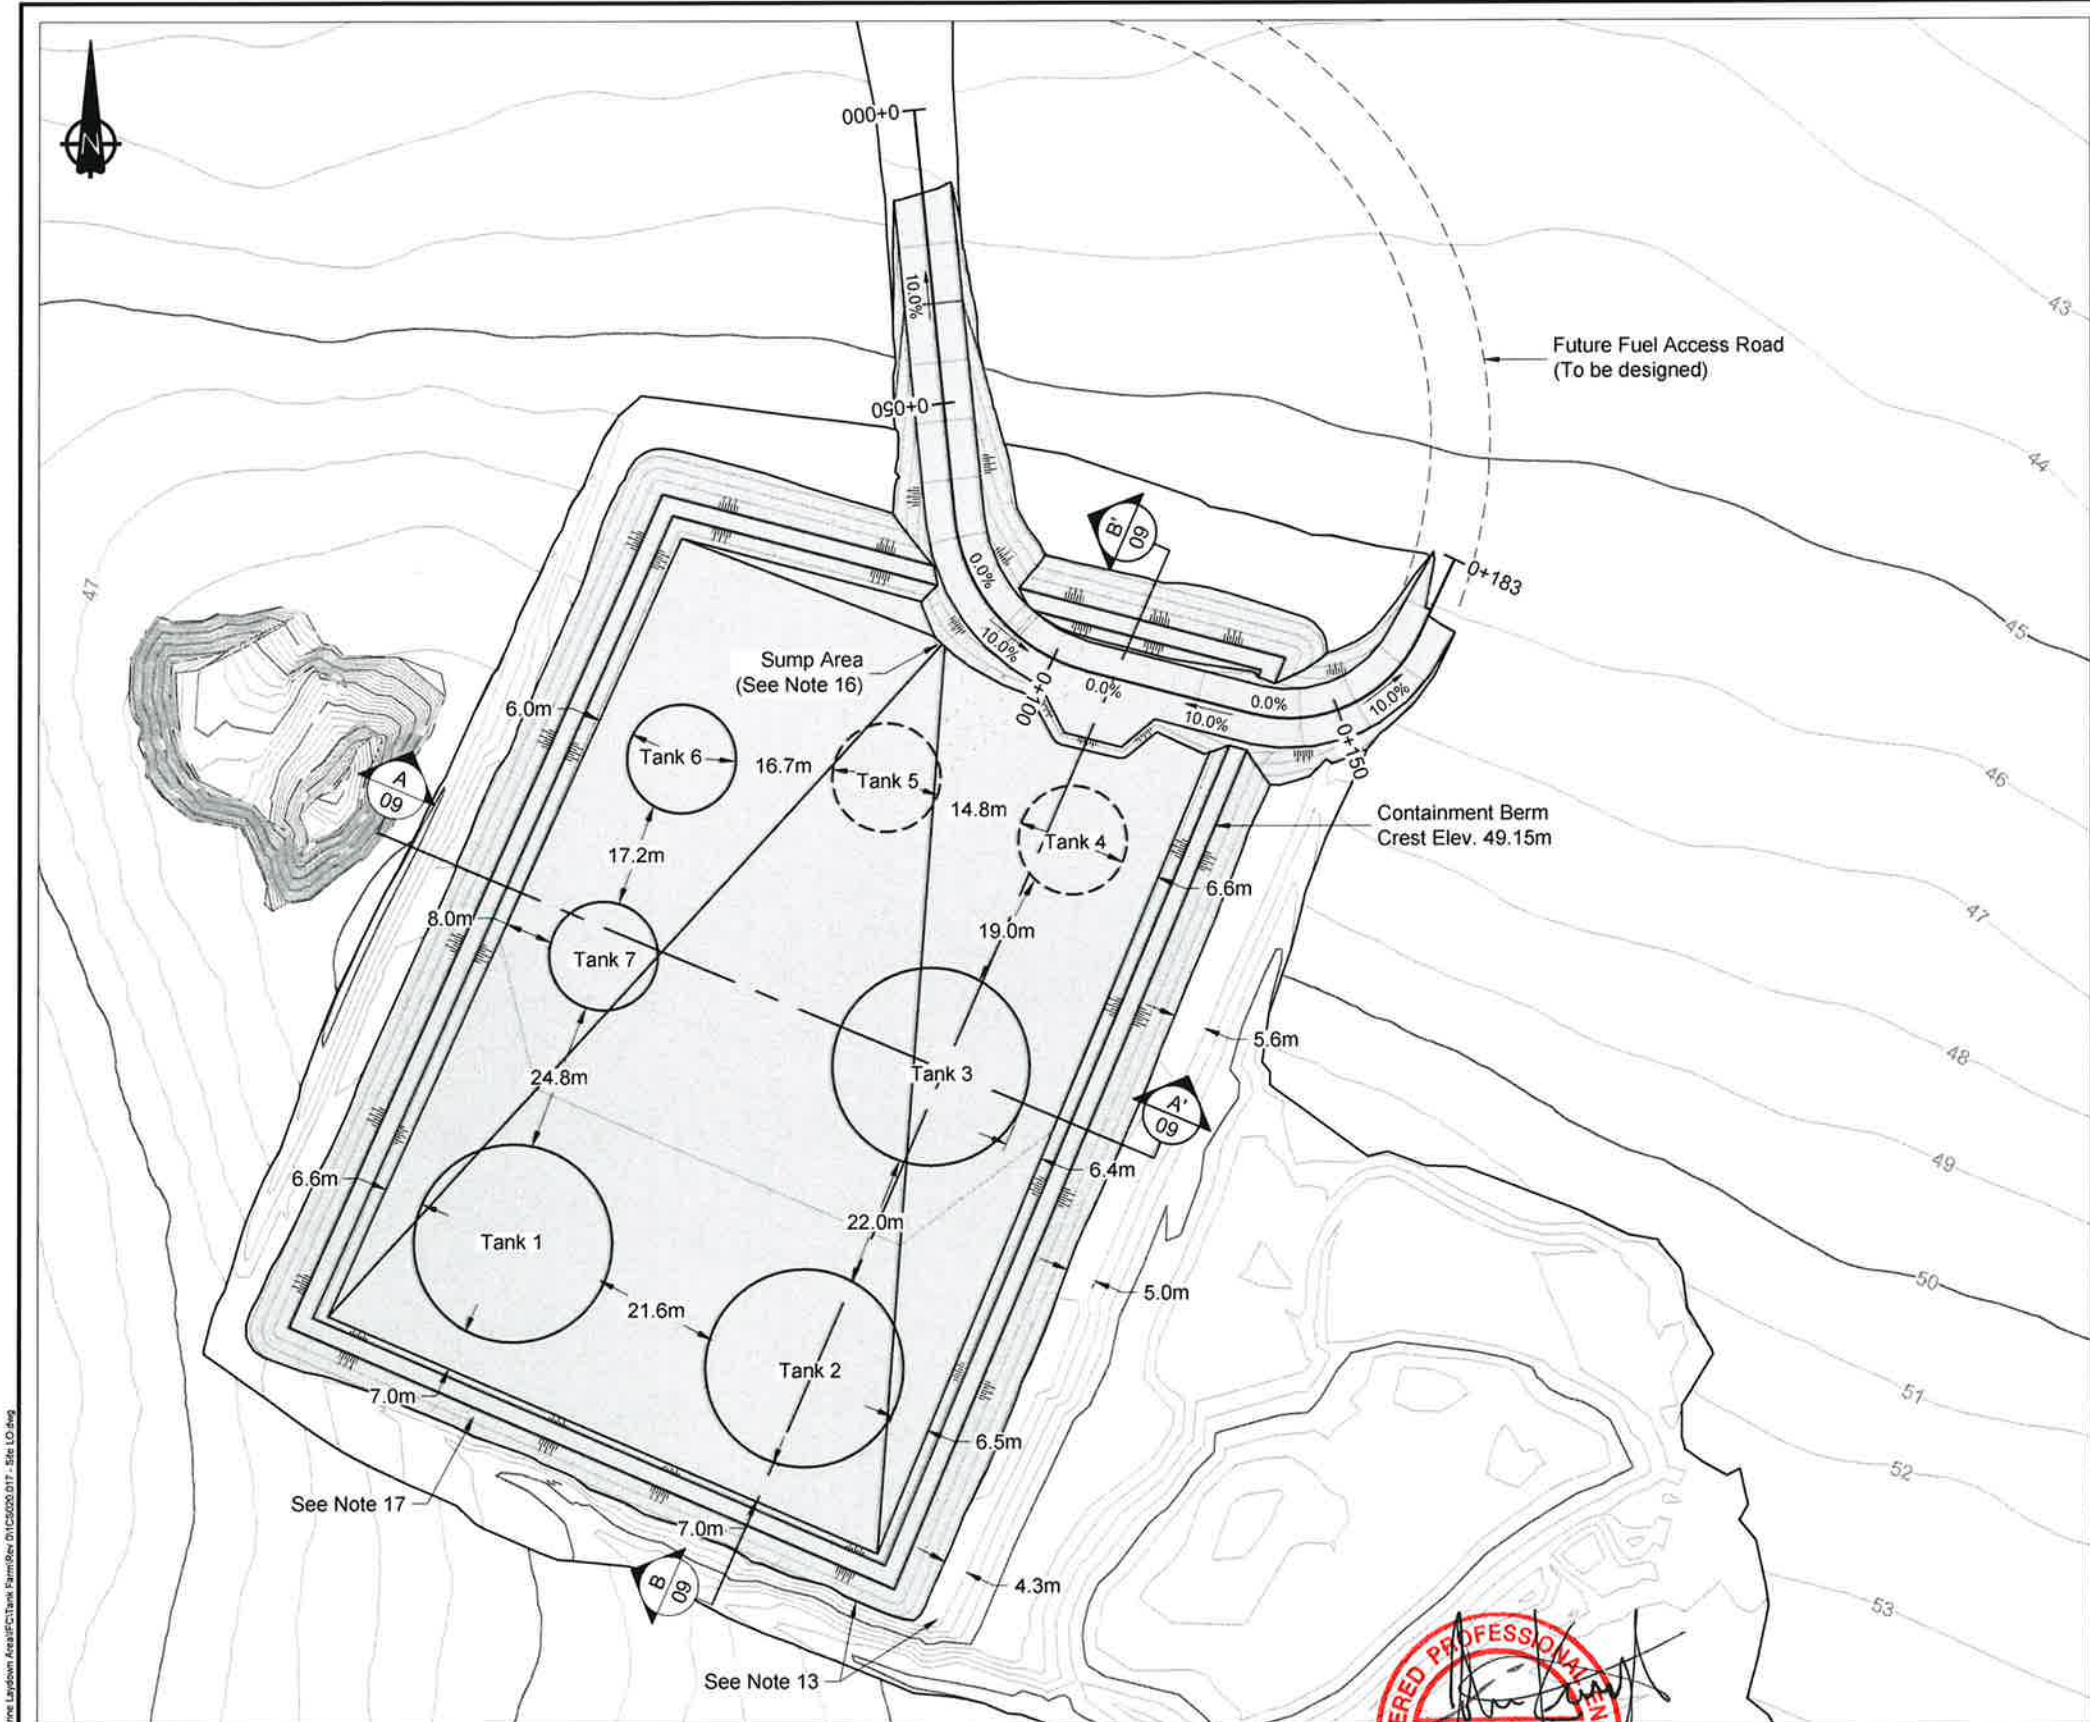 N
0+000
10.0%
43
Future Fuel Access Road
(To be designed)
0+050
44
B'
09
0.0%
0+183
47
45
10.0%
Sump Area
(See Note 16)
0.0%
0.0%
10.0%
10.0%
0+100
0+150
6.0m
46
Tank 6
16.7m
Tank 5
A
09
14.8m
Containment Berm
Crest Elev. 49.15m
Tank 4
17.2m
6.6m
8.0m
19.0m
47
Tank 7
5.6m
48
24.8m
Tank 3
A'
09
49
6.4m
6.6m
22.0m
Tank 1
50
5.0m
21.6m
Tank 2
51
7.0m
6.5m
52
See Note 17
7.0m
B
09
4.3m
53
See Note 13
PROFESSIONAL